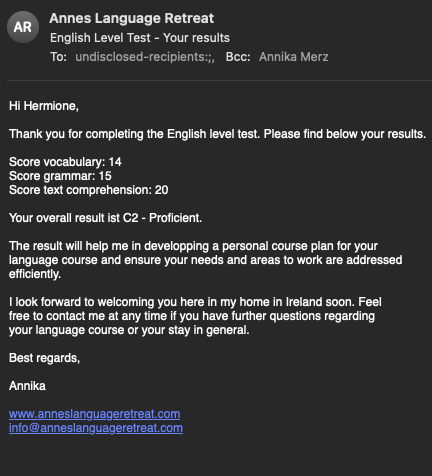 AR
Annes Language Retreat
English Level Test - Your results
To: undisclosed-recipients:;, Bcc: Annika Merz
Hi Hermione,
Thank you for completing the English level test. Please find below your results.
Score vocabulary: 14
Score grammar: 15
Score text comprehension: 20
Your overall result ist C2 - Proficient.
The result will help me in developping a personal course plan for your
language course and ensure your needs and areas to work are addressed
efficiently.
I look forward to welcoming you here in my home in Ireland soon. Feel
free to contact me at any time if you have further questions regarding
your language course or your stay in general.
Best regards,
Annika
www.anneslanguageretreat.com
info@anneslanguageretreat.com